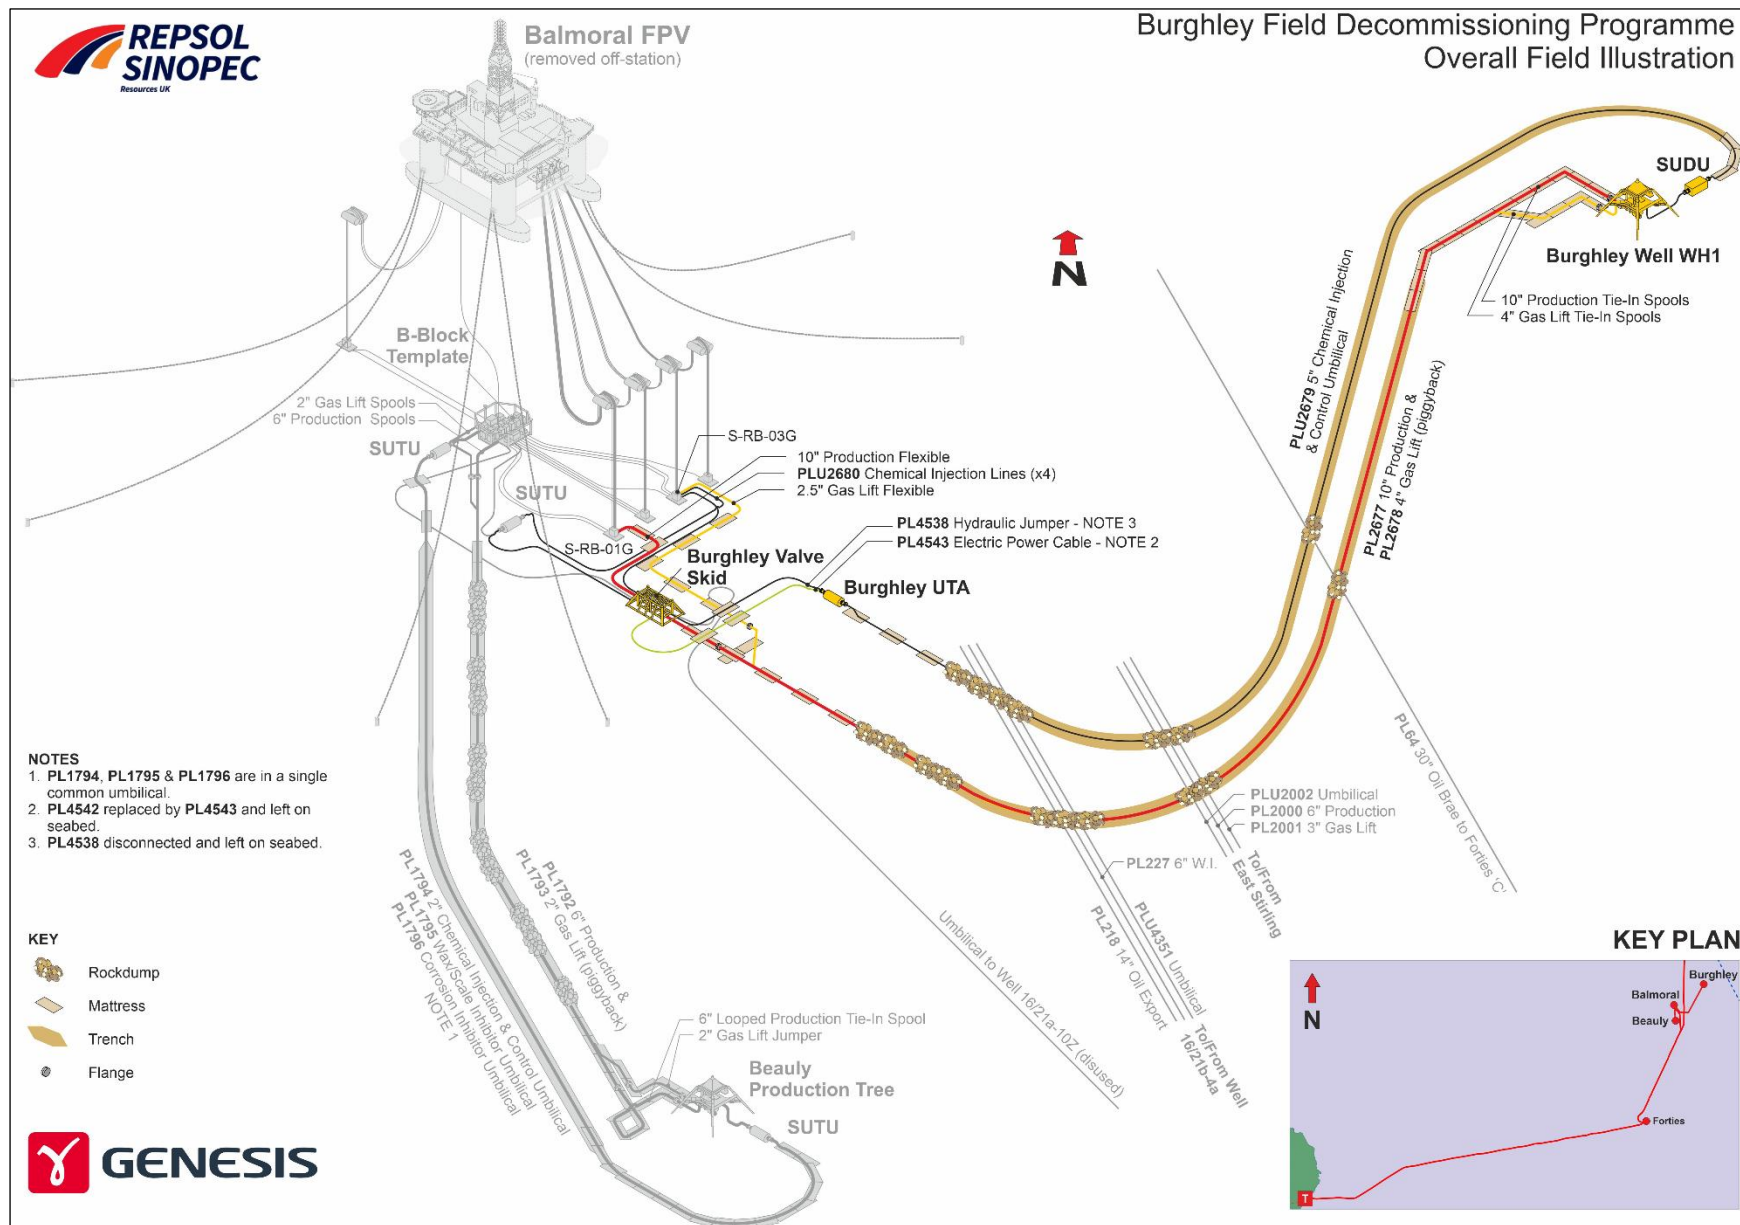 REPSOL
SINOPEC
Resources UK
Balmoral FPV
(removed off-station)
Burghley Field Decommissioning Programme
Overall Field Illustration
SUDU
N
Burghley Well WH1
10" Production Tie-In Spools
4" Gas Lift Tie-In Spools
B-Block
Template
2" Gas Lift Spools
6" Production Spools
SUTU
SUTU
S-RB-03G
10" Production Flexible
PLU2680 Chemical Injection Lines (x4)
2.5" Gas Lift Flexible
S-RB-01G
PL4538 Hydraulic Jumper - NOTE 3
PL4543 Electric Power Cable - NOTE 2
Burghley Valve
Skid
Burghley UTA
PLU2679 5" Chemical Injection
& Control Umbilical
PL2677 10" Production &
PL2678 4" Gas Lift (piggyback)
PL64 30" Oil Brae to Forties 'C'
PLU2002 Umbilical
PL2000 6" Production
PL2001 3" Gas Lift
To/From
East Stirling
PL227 6" W.I.
PLU4351 Umbilical
PL218 14" Oil Export
To/From Well
16/21b-4a
Umbilical to Well 16/21a-10Z (disused)
NOTES
1. PL1794, PL1795 & PL1796 are in a single
common umbilical.
2. PL4542 replaced by PL4543 and left on
seabed.
3. PL4538 disconnected and left on seabed.
PL1792 6" Production &
PL1793 2" Gas Lift (piggyback)
PL1794 2" Chemical Injection & Control Umbilical
PL1795 Wax/Scale Inhibitor Umbilical
PL1796 Corrosion Inhibitor Umbilical
NOTE 1
6" Looped Production Tie-In Spool
2" Gas Lift Jumper
Beauly
Production Tree
SUTU
KEY
Rockdump
Mattress
Trench
Flange
GENESIS
KEY PLAN
N
Burghley
Balmoral
Beauly
Forties
T